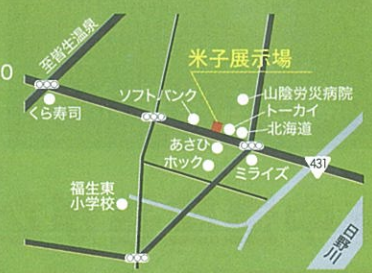 至皆生温泉
0
米子展示場
ソフトバンク
山陰労災病院
トーカイ
くら寿司
北海道
あさひ
ホック
ミライズ
431
福生東
小学校
日野川